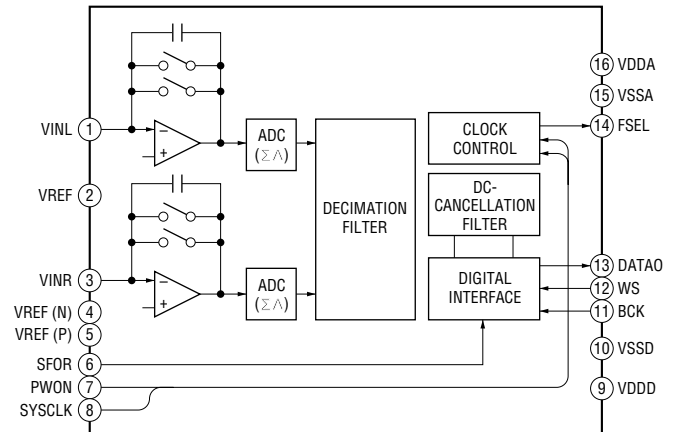 VINL 1
VREF 2
VINR 3
VREF (N) 4
VREF (P) 5
SFOR 6
PWON 7
SYSCLK 8
−
+
ADC
(ΣΔ)
−
+
ADC
(ΣΔ)
DECIMATION
FILTER
CLOCK
CONTROL
DC-
CANCELLATION
FILTER
DIGITAL
INTERFACE
16 VDDA
15 VSSA
14 FSEL
13 DATAO
12 WS
11 BCK
10 VSSD
9 VDDD